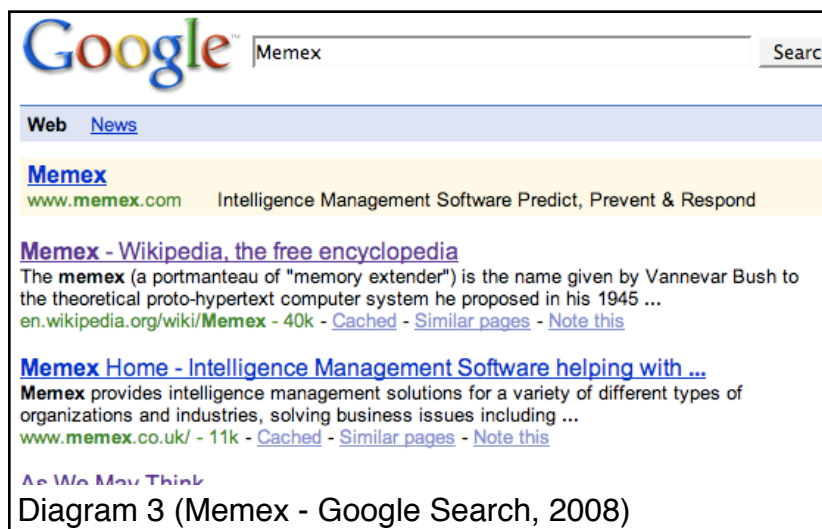 Google™ Memex Searc
Web News
Memex
www.memex.com Intelligence Management Software Predict, Prevent & Respond
Memex - Wikipedia, the free encyclopedia
The memex (a portmanteau of "memory extender") is the name given by Vannevar Bush to
the theoretical proto-hypertext computer system he proposed in his 1945 ...
en.wikipedia.org/wiki/Memex - 40k - Cached - Similar pages - Note this
Memex Home - Intelligence Management Software helping with ...
Memex provides intelligence management solutions for a variety of different types of
organizations and industries, solving business issues including ...
www.memex.co.uk/ - 11k - Cached - Similar pages - Note this
As We May Think
Diagram 3 (Memex - Google Search, 2008)